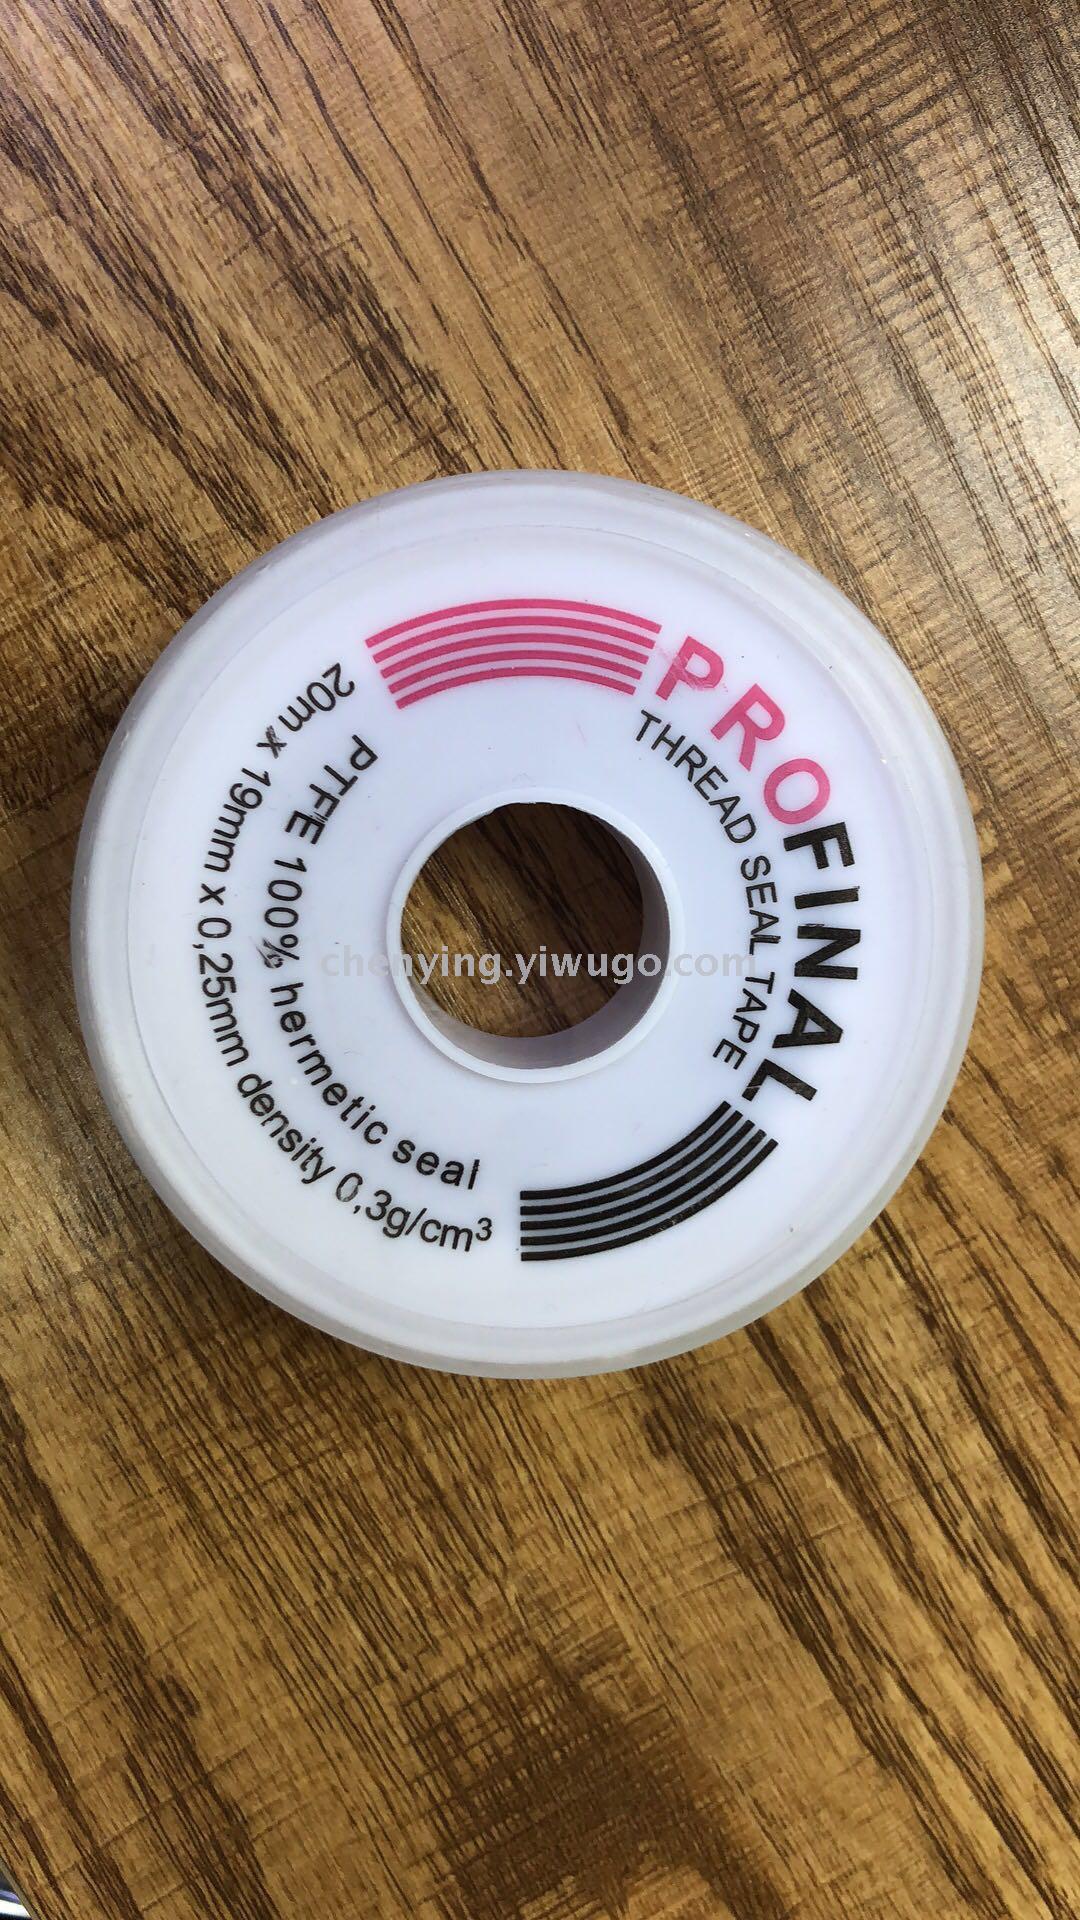 PROFINAL
THREAD SEAL TAPE
PTFE 100% hermetic seal
20m x 19mm x 0,25mm density 0,3g/cm³
chenying.yiwugo.com